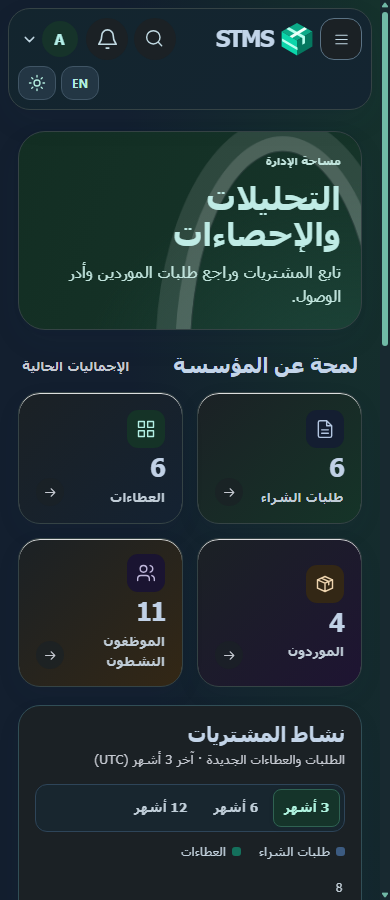 STMS
A
EN
مساحة الإدارة
التحليلات
والإحصاءات
تابع المشتريات وراجع طلبات الموردين وأدر
الوصول.
لمحة عن المؤسسة
الإجماليات الحالية
6
طلبات الشراء
6
العطاءات
4
الموردون
11
الموظفون
النشطون
نشاط المشتريات
الطلبات والعطاءات الجديدة · آخر 3 أشهر (UTC)
3 أشهر
6 أشهر
12 أشهر
طلبات الشراء
العطاءات
8